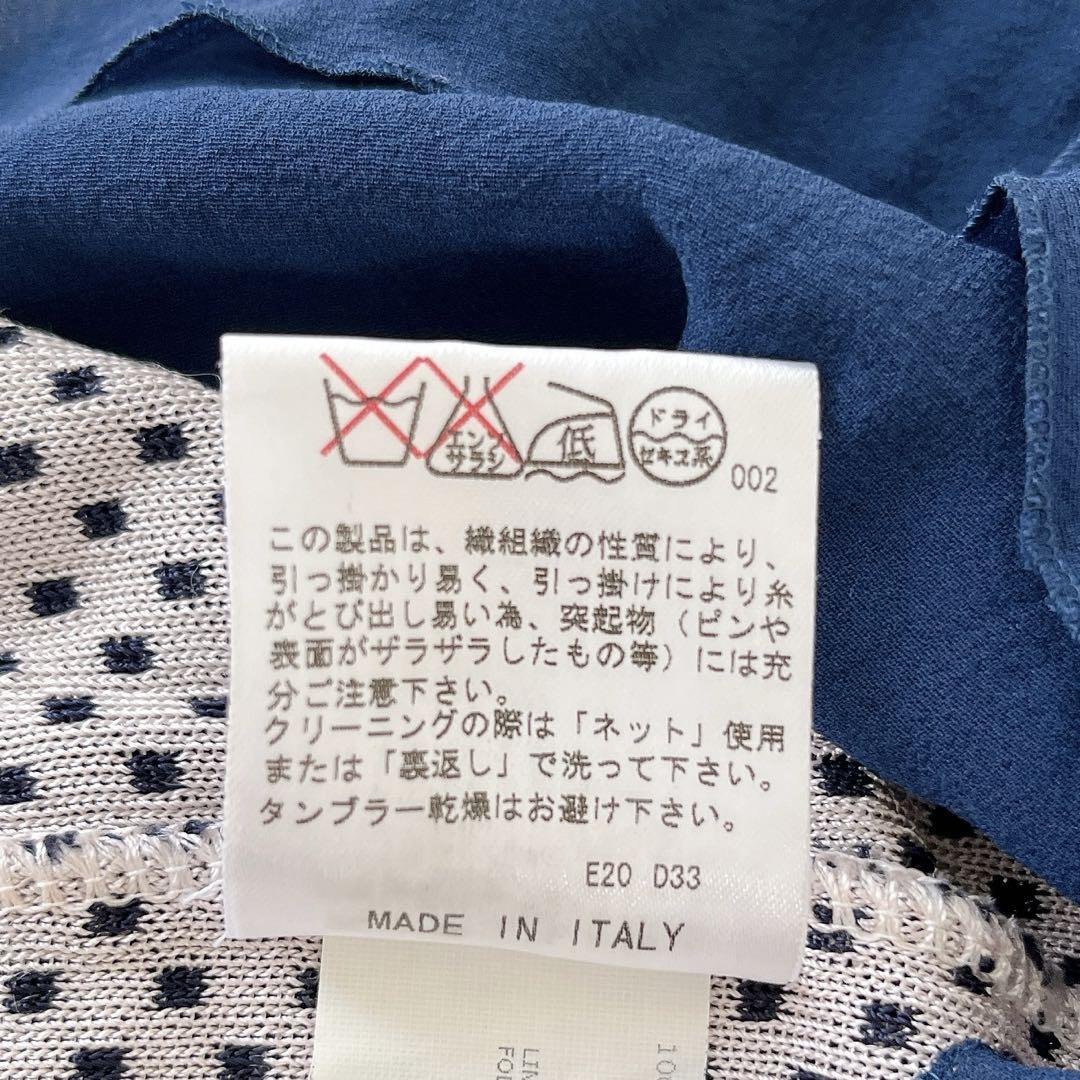 エンソ
サラシ
低
ドライ
セキユ系
002
この製品は、繊組織の性質により、
引っ掛かり易く、引っ掛けにより糸
がとび出し易い為、突起物（ピンや
表面がザラザラしたもの等）には充
分ご注意下さい。
クリーニングの際は「ネット」使用
または「裏返し」で洗って下さい。
タンブラー乾燥はお避け下さい。
E20 D33
MADE IN ITALY